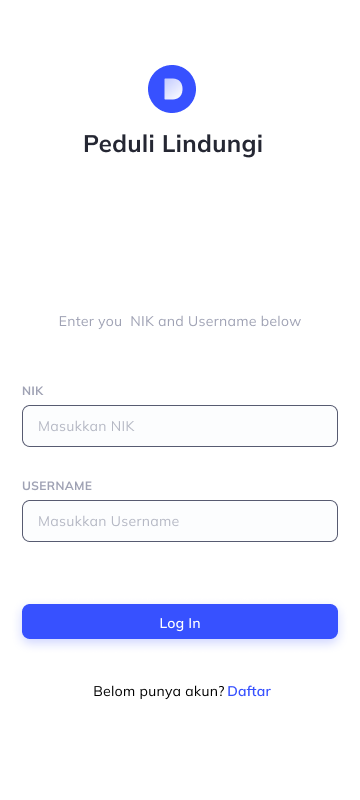 D
Peduli Lindungi
Enter you  NIK and Username below
NIK
Masukkan NIK
USERNAME
Masukkan Username
Log In
Belom punya akun? Daftar